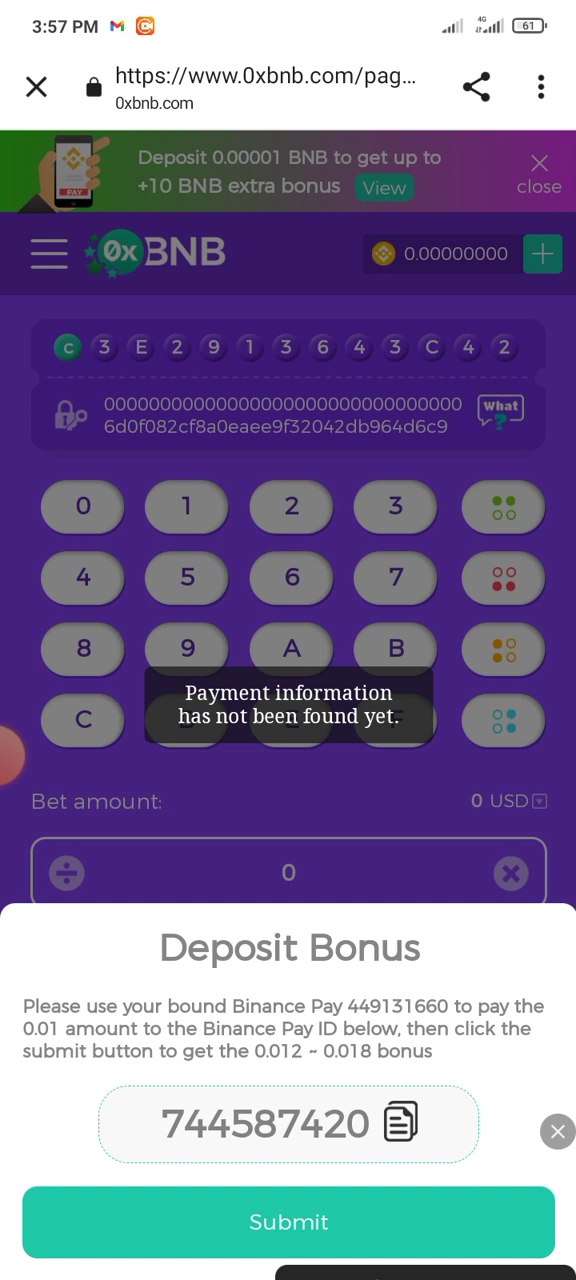 3:57 PM 4G 61
https://www.0xbnb.com/pag...
0xbnb.com
Deposit 0.00001 BNB to get up to
+10 BNB extra bonus View
close
PAY
0x BNB 0.00000000
C 3 E 2 9 1 3 6 4 3 C 4 2
00000000000000000000000000000000
6d0f082cf8a0eaee9f32042db964d6c9
What
?
0 1 2 3
4 5 6 7
8 9 A B
C
Payment information
has not been found yet.
Bet amount: 0 USD
0
Deposit Bonus
Please use your bound Binance Pay 449131660 to pay the
0.01 amount to the Binance Pay ID below, then click the
submit button to get the 0.012 ~ 0.018 bonus
744587420
Submit